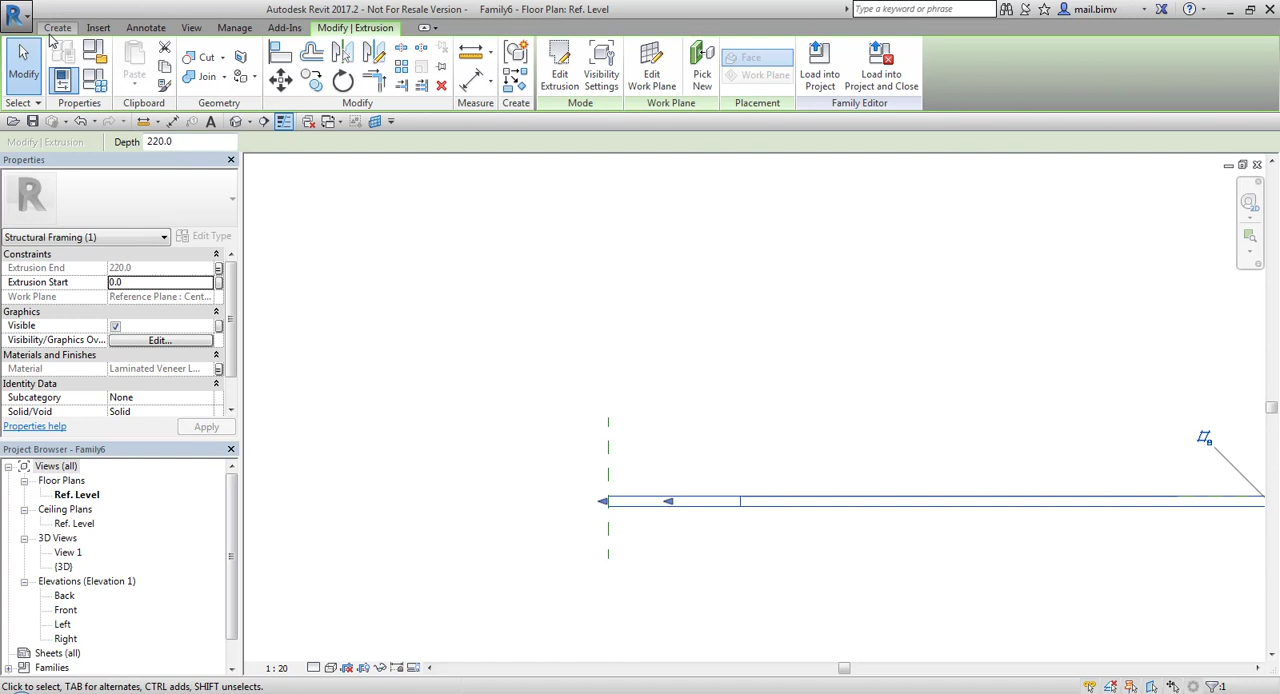 Autodesk Revit 2017.2 - Not For Resale Version - Family6 - Floor Plan: Ref. Level
Type a keyword or phrase
mail.bimv
Create Insert Annotate View Manage Add-Ins Modify | Extrusion
Modify
Paste
Cut
Join
Edit Extrusion
Visibility Settings
Edit Work Plane
Pick New
Face
Work Plane
Load into Project
Load into Project and Close
Select Properties Clipboard Geometry Modify Measure Create Mode Work Plane Placement Family Editor
Modify | Extrusion Depth 220.0
Properties
Structural Framing (1) Edit Type
Constraints
Extrusion End 220.0
Extrusion Start 0.0
Work Plane Reference Plane : Cent...
Graphics
Visible
Visibility/Graphics Ov... Edit...
Materials and Finishes
Material Laminated Veneer L...
Identity Data
Subcategory None
Solid/Void Solid
Properties help Apply
Project Browser - Family6
Views (all)
Floor Plans
Ref. Level
Ceiling Plans
Ref. Level
3D Views
View 1
{3D}
Elevations (Elevation 1)
Back
Front
Left
Right
Sheets (all)
Families
1 : 20
Click to select, TAB for alternates, CTRL adds, SHIFT unselects.
:1